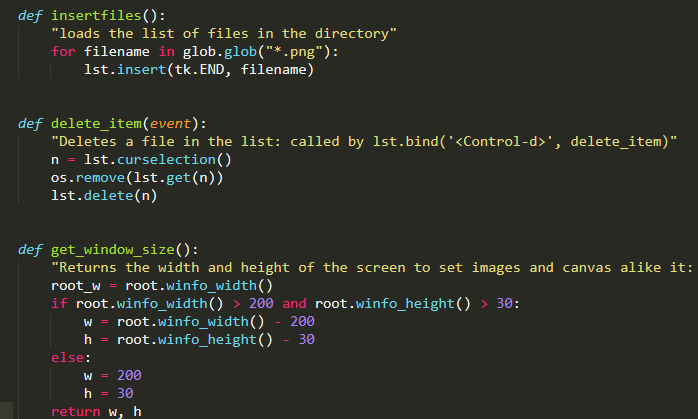 def insertfiles():
    "loads the list of files in the directory"
    for filename in glob.glob("*.png"):
        lst.insert(tk.END, filename)
def delete_item(event):
    "Deletes a file in the list: called by lst.bind('<Control-d>', delete_item)"
    n = lst.curselection()
    os.remove(lst.get(n))
    lst.delete(n)
def get_window_size():
    "Returns the width and height of the screen to set images and canvas alike it:
    root_w = root.winfo_width()
    if root.winfo_width() > 200 and root.winfo_height() > 30:
        w = root.winfo_width() - 200
        h = root.winfo_height() - 30
    else:
        w = 200
        h = 30
    return w, h